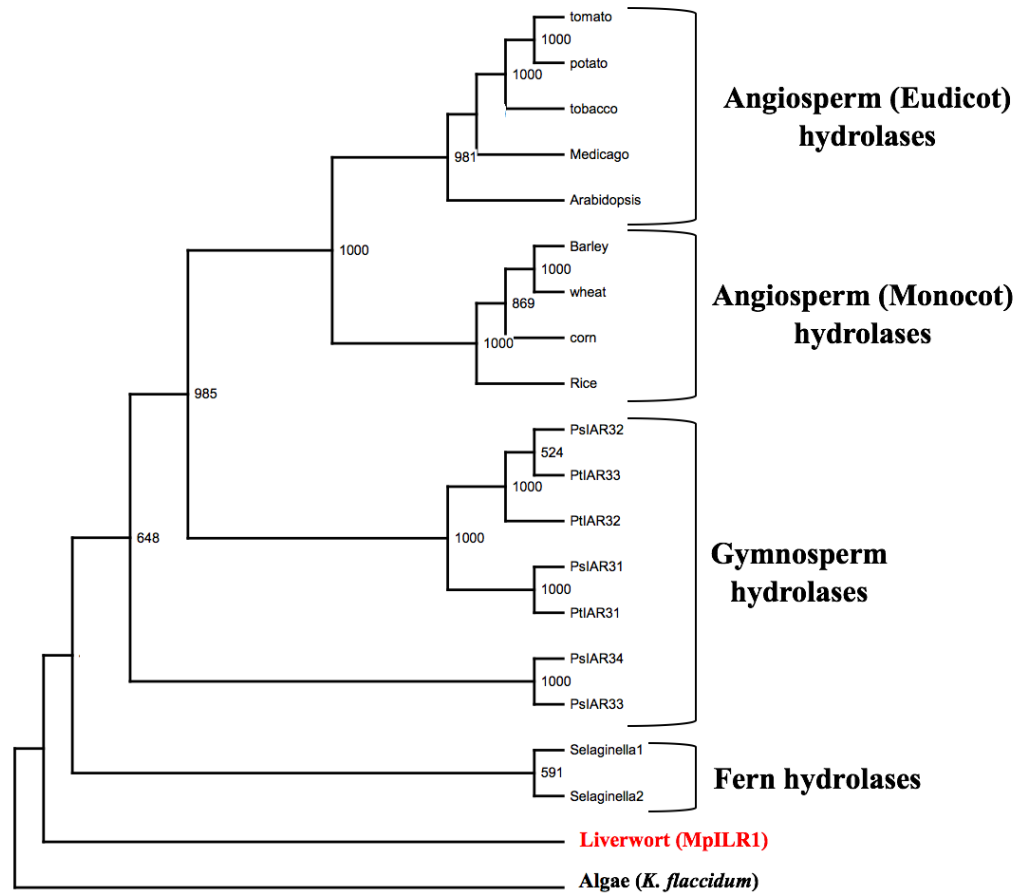 tomato
1000
potato
1000
tobacco
Angiosperm (Eudicot)
hydrolases
981
Medicago
Arabidopsis
1000
Barley
1000
wheat
869
corn
1000
Rice
Angiosperm (Monocot)
hydrolases
985
PsIAR32
524
PtIAR33
1000
PtIAR32
1000
PsIAR31
1000
PtIAR31
Gymnosperm
hydrolases
648
PsIAR34
1000
PsIAR33
Selaginella1
591
Selaginella2
Fern hydrolases
Liverwort (MpILR1)
Algae (K. flaccidum)